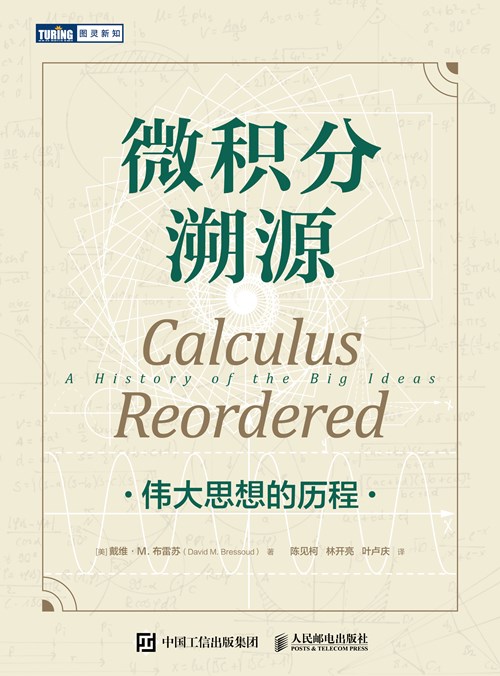 TURING 图灵新知
微积分
溯源
Calculus
A History of the Big Ideas
Reordered
·伟大思想的历程·
[美] 戴维·M. 布雷苏（David M. Bressoud） 著 陈见柯 林开亮 叶卢庆 译
中国工信出版集团 人民邮电出版社
POSTS & TELECOM PRESS